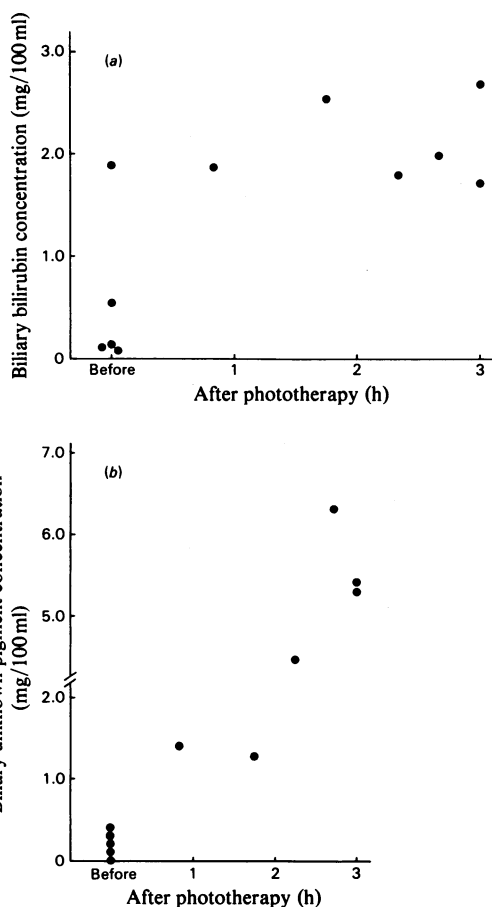 Biliary bilirubin concentration (mg/100 ml)
(a)
3.0
2.0
1.0
0
Before 1 2 3
After phototherapy (h)
pigment concentration
(mg/100 ml)
(b)
7.0
6.0
5.0
2.0
1.0
0
Before 1 2 3
After phototherapy (h)